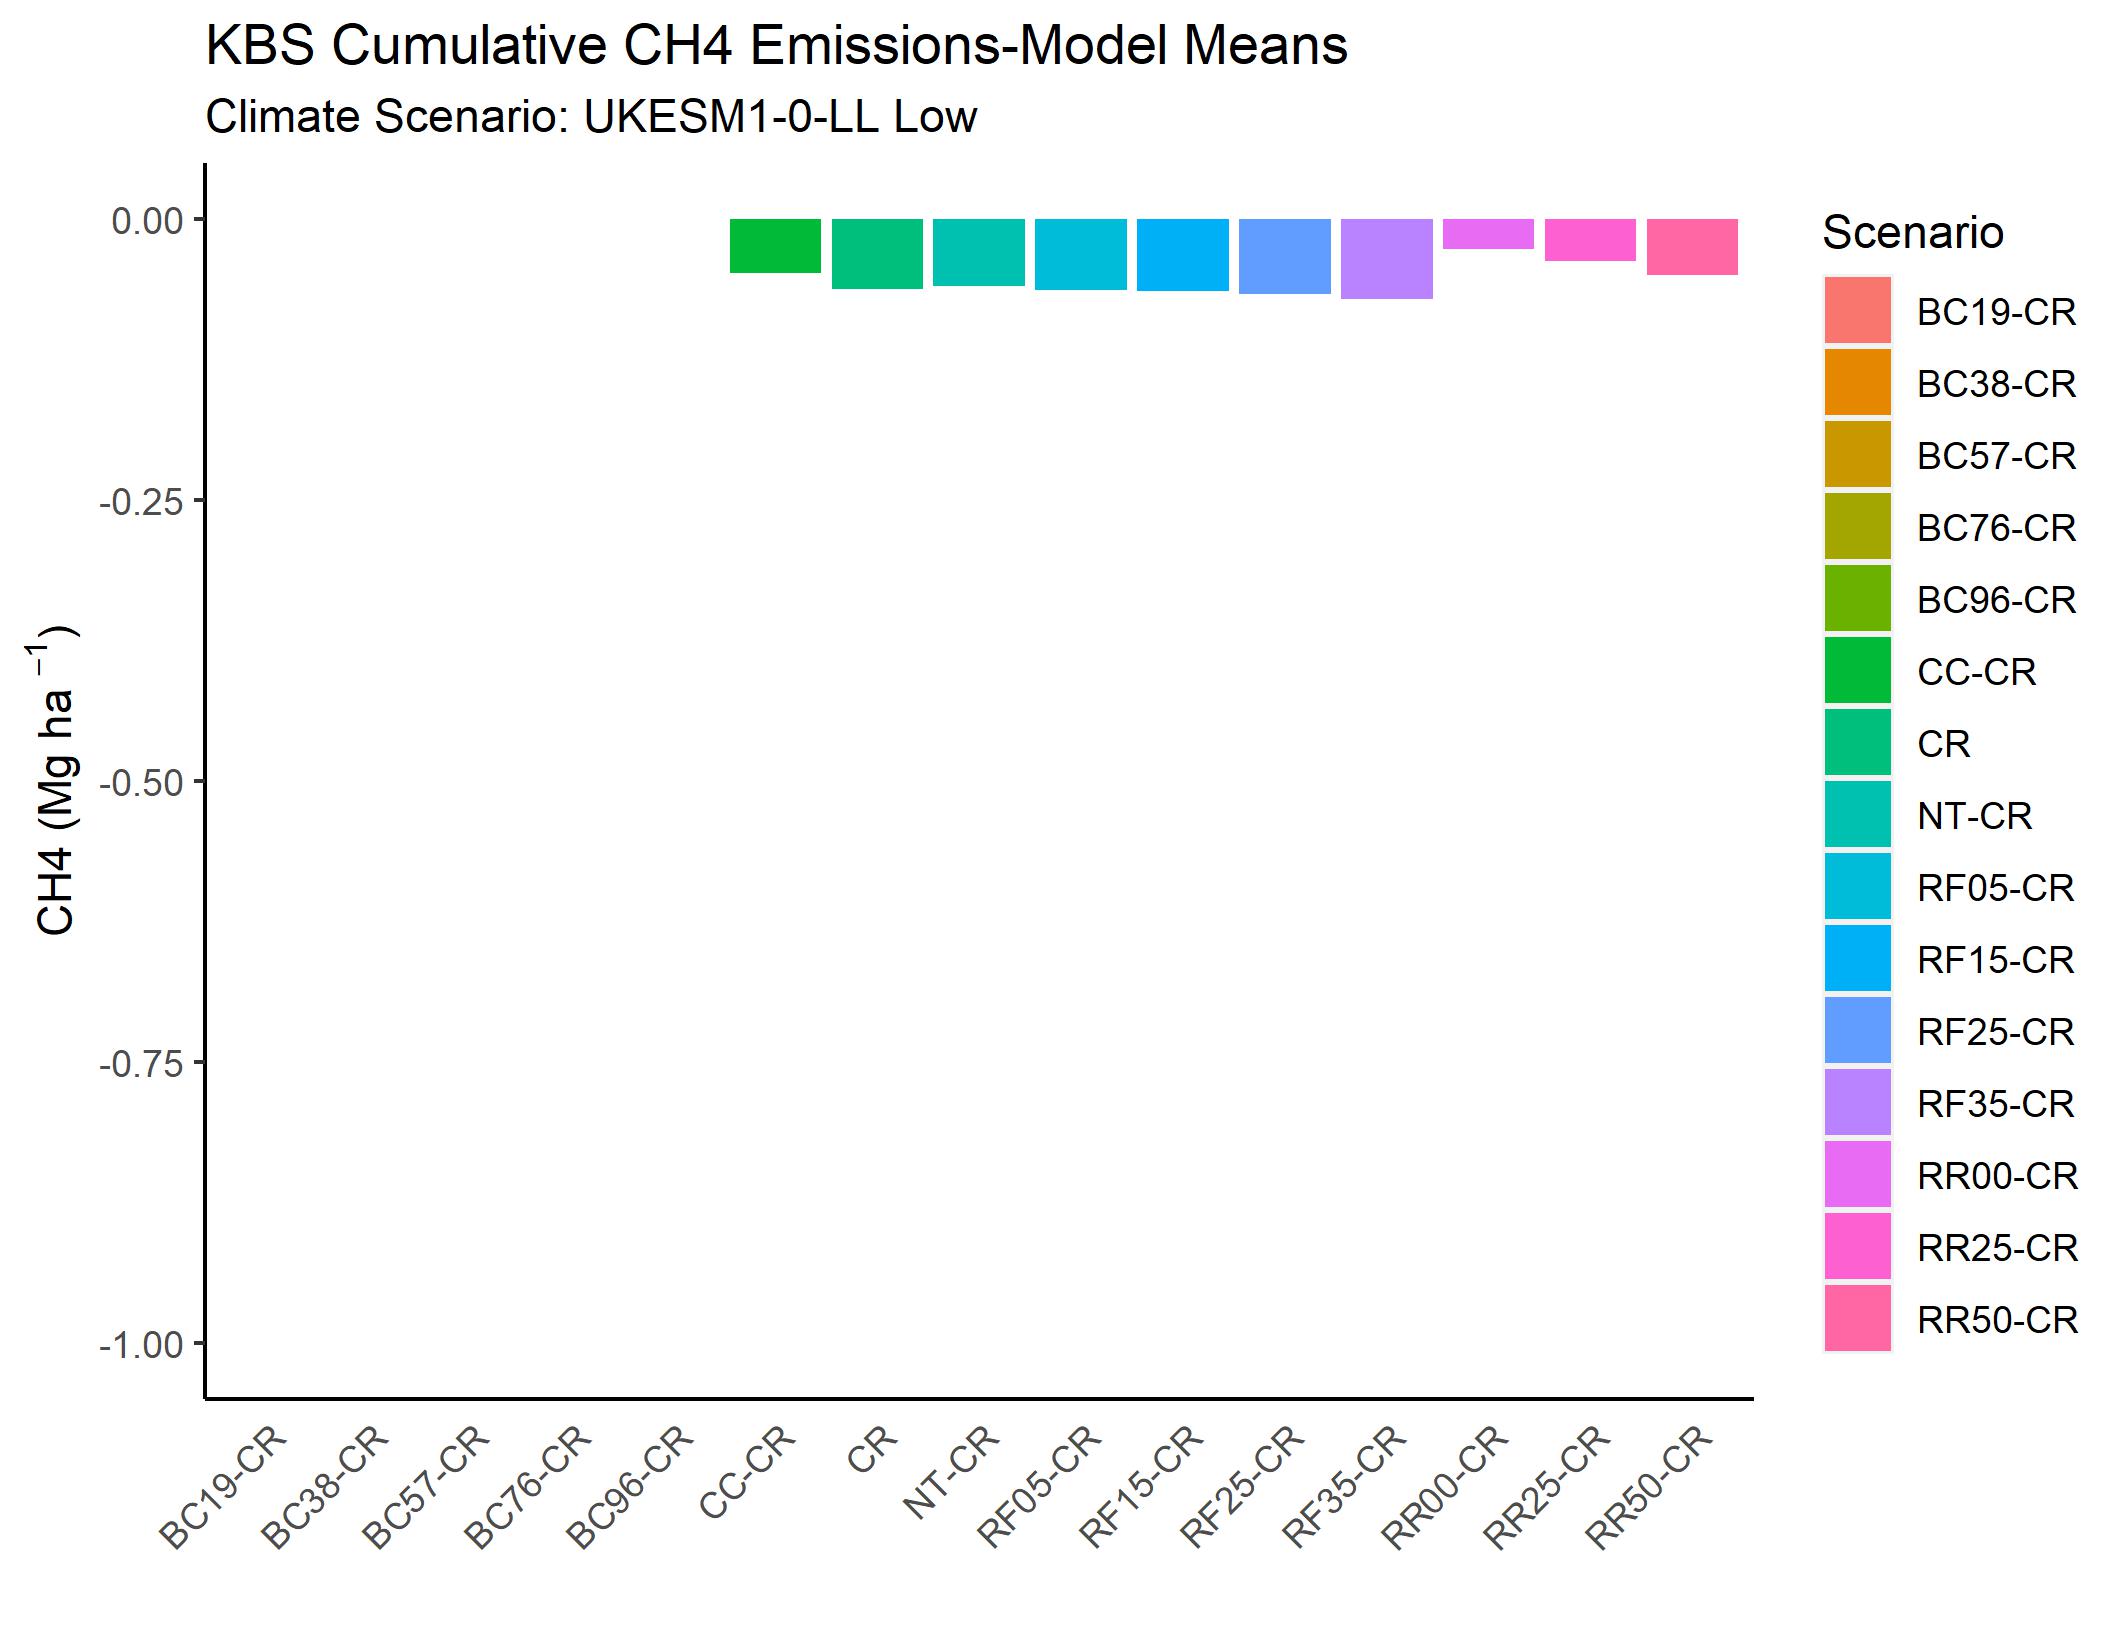 KBS Cumulative CH4 Emissions-Model Means
Climate Scenario: UKESM1-0-LL Low
CH4 (Mg ha −1)
0.00
-0.25
-0.50
-0.75
-1.00
BC19-CR
BC38-CR
BC57-CR
BC76-CR
BC96-CR
CC-CR
CR
NT-CR
RF05-CR
RF15-CR
RF25-CR
RF35-CR
RR00-CR
RR25-CR
RR50-CR
Scenario
BC19-CR
BC38-CR
BC57-CR
BC76-CR
BC96-CR
CC-CR
CR
NT-CR
RF05-CR
RF15-CR
RF25-CR
RF35-CR
RR00-CR
RR25-CR
RR50-CR